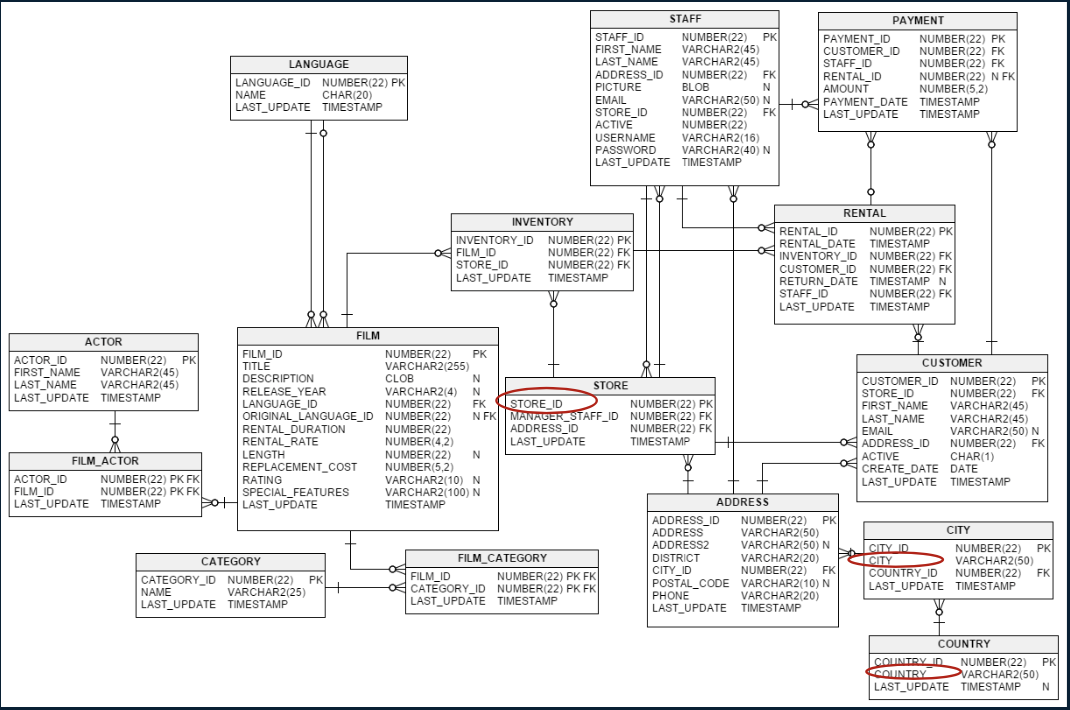 STAFF
STAFF_ID NUMBER(22) PK
FIRST_NAME VARCHAR2(45)
LAST_NAME VARCHAR2(45)
ADDRESS_ID NUMBER(22) FK
PICTURE BLOB N
EMAIL VARCHAR2(50) N
STORE_ID NUMBER(22) FK
ACTIVE NUMBER(22)
USERNAME VARCHAR2(16)
PASSWORD VARCHAR2(40) N
LAST_UPDATE TIMESTAMP
PAYMENT
PAYMENT_ID NUMBER(22) PK
CUSTOMER_ID NUMBER(22) FK
STAFF_ID NUMBER(22) FK
RENTAL_ID NUMBER(22) N FK
AMOUNT NUMBER(5,2)
PAYMENT_DATE TIMESTAMP
LAST_UPDATE TIMESTAMP
LANGUAGE
LANGUAGE_ID NUMBER(22) PK
NAME CHAR(20)
LAST_UPDATE TIMESTAMP
INVENTORY
INVENTORY_ID NUMBER(22) PK
FILM_ID NUMBER(22) FK
STORE_ID NUMBER(22) FK
LAST_UPDATE TIMESTAMP
RENTAL
RENTAL_ID NUMBER(22) PK
RENTAL_DATE TIMESTAMP
INVENTORY_ID NUMBER(22) FK
CUSTOMER_ID NUMBER(22) FK
RETURN_DATE TIMESTAMP N
STAFF_ID NUMBER(22) FK
LAST_UPDATE TIMESTAMP
ACTOR
ACTOR_ID NUMBER(22) PK
FIRST_NAME VARCHAR2(45)
LAST_NAME VARCHAR2(45)
LAST_UPDATE TIMESTAMP
FILM
FILM_ID NUMBER(22) PK
TITLE VARCHAR2(255)
DESCRIPTION CLOB N
RELEASE_YEAR VARCHAR2(4) N
LANGUAGE_ID NUMBER(22) FK
ORIGINAL_LANGUAGE_ID NUMBER(22) N FK
RENTAL_DURATION NUMBER(22)
RENTAL_RATE NUMBER(4,2)
LENGTH NUMBER(22) N
REPLACEMENT_COST NUMBER(5,2)
RATING VARCHAR2(10) N
SPECIAL_FEATURES VARCHAR2(100) N
LAST_UPDATE TIMESTAMP
STORE
STORE_ID NUMBER(22) PK
MANAGER_STAFF_ID NUMBER(22) FK
ADDRESS_ID NUMBER(22) FK
LAST_UPDATE TIMESTAMP
CUSTOMER
CUSTOMER_ID NUMBER(22) PK
STORE_ID NUMBER(22) FK
FIRST_NAME VARCHAR2(45)
LAST_NAME VARCHAR2(45)
EMAIL VARCHAR2(50) N
ADDRESS_ID NUMBER(22) FK
ACTIVE CHAR(1)
CREATE_DATE DATE
LAST_UPDATE TIMESTAMP
FILM_ACTOR
ACTOR_ID NUMBER(22) PK FK
FILM_ID NUMBER(22) PK FK
LAST_UPDATE TIMESTAMP
ADDRESS
ADDRESS_ID NUMBER(22) PK
ADDRESS VARCHAR2(50)
ADDRESS2 VARCHAR2(50) N
DISTRICT VARCHAR2(20)
CITY_ID NUMBER(22) FK
POSTAL_CODE VARCHAR2(10) N
PHONE VARCHAR2(20)
LAST_UPDATE TIMESTAMP
CITY
CITY_ID NUMBER(22) PK
CITY VARCHAR2(50)
COUNTRY_ID NUMBER(22) FK
LAST_UPDATE TIMESTAMP
CATEGORY
CATEGORY_ID NUMBER(22) PK
NAME VARCHAR2(25)
LAST_UPDATE TIMESTAMP
FILM_CATEGORY
FILM_ID NUMBER(22) PK FK
CATEGORY_ID NUMBER(22) PK FK
LAST_UPDATE TIMESTAMP
COUNTRY
COUNTRY_ID NUMBER(22) PK
COUNTRY VARCHAR2(50)
LAST_UPDATE TIMESTAMP N